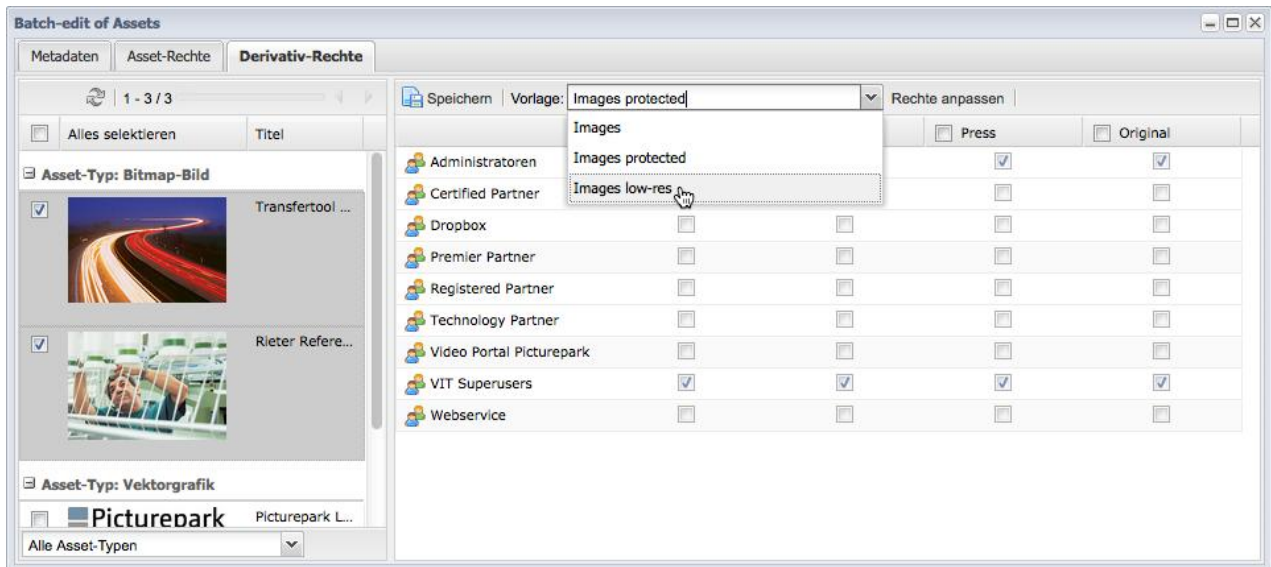 Batch-edit of Assets
Metadaten Asset-Rechte Derivativ-Rechte
1 - 3 / 3
Alles selektieren Titel
Asset-Typ: Bitmap-Bild
Transfertool ...
Rieter Refere...
Asset-Typ: Vektorgrafik
Picturepark Picturepark L...
Alle Asset-Typen
Speichern Vorlage: Images protected Rechte anpassen
Images
Images protected
Images low-res
Press Original
Administratoren
Certified Partner
Dropbox
Premier Partner
Registered Partner
Technology Partner
Video Portal Picturepark
VIT Superusers
Webservice